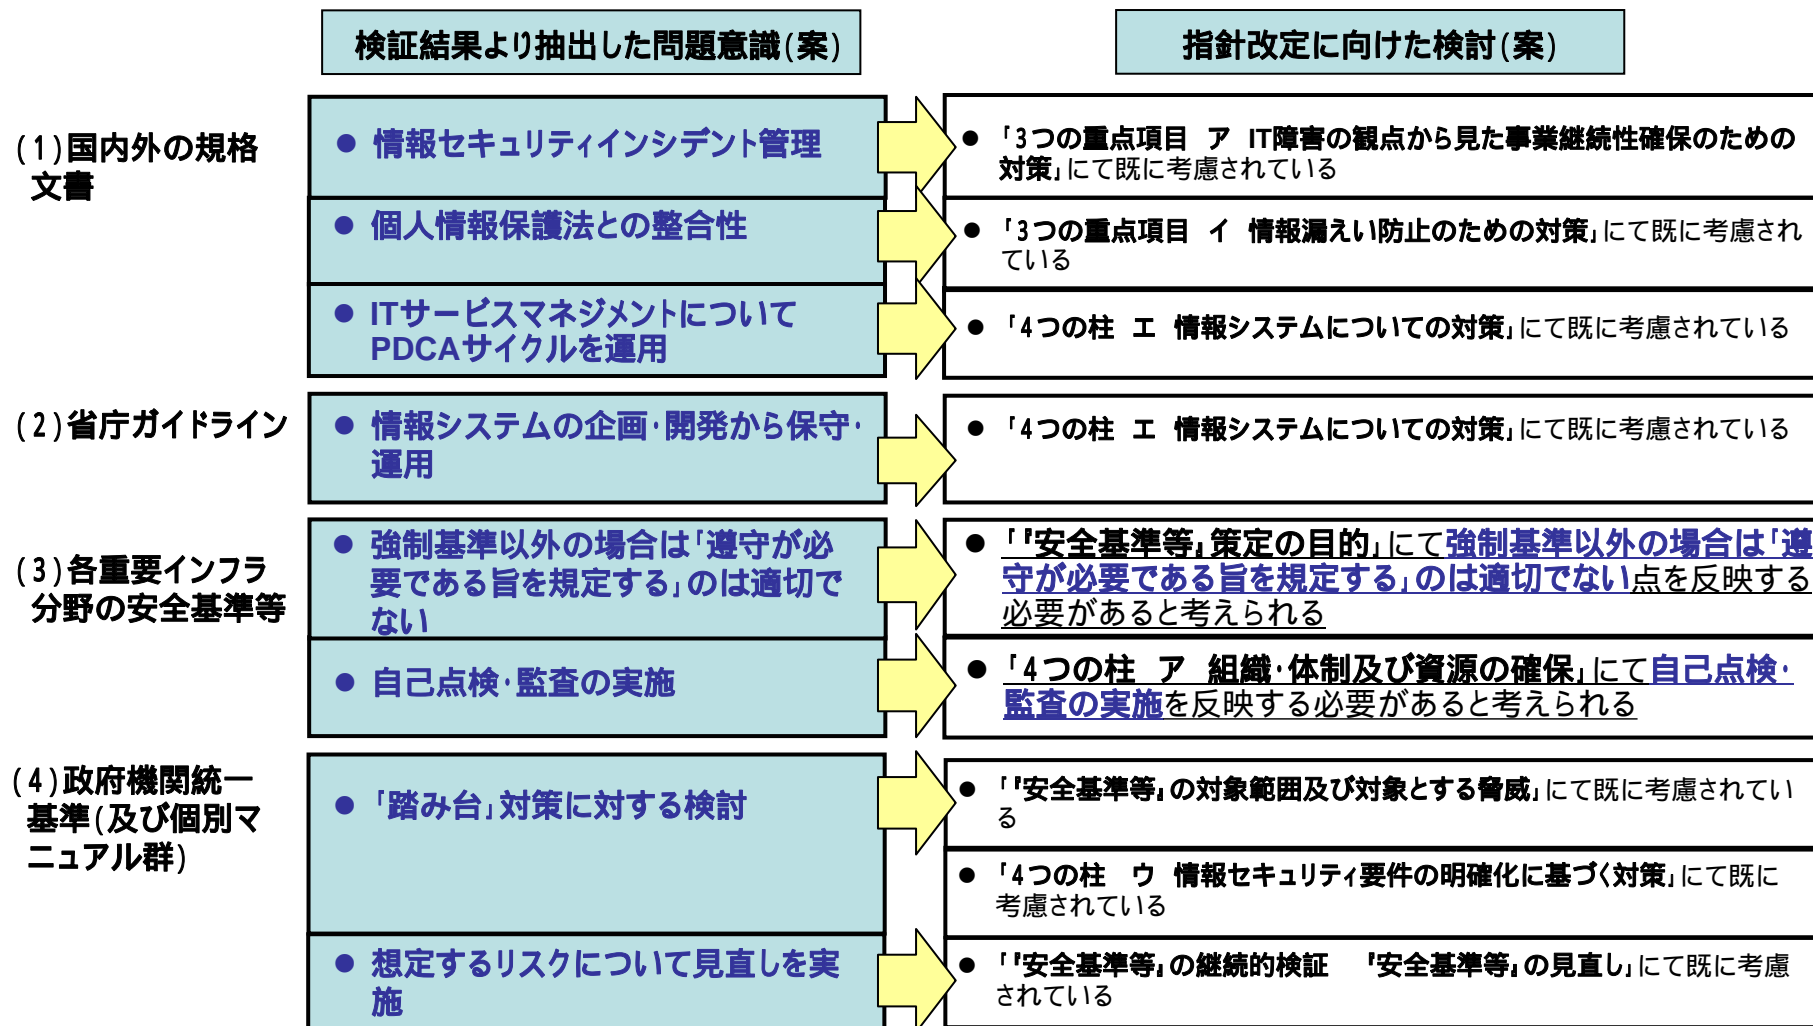 検証結果より抽出した問題意識(案)
指針改定に向けた検討(案)
(1)国内外の規格
文書
● 情報セキュリティインシデント管理
● 「3つの重点項目 ア IT障害の観点から見た事業継続性確保のための
対策」にて既に考慮されている
● 個人情報保護法との整合性
● 「3つの重点項目 イ 情報漏えい防止のための対策」にて既に考慮され
ている
● ITサービスマネジメントについて
PDCAサイクルを運用
● 「4つの柱 エ 情報システムについての対策」にて既に考慮されている
(2)省庁ガイドライン
● 情報システムの企画・開発から保守・
運用
● 「4つの柱 エ 情報システムについての対策」にて既に考慮されている
(3)各重要インフラ
分野の安全基準等
● 強制基準以外の場合は「遵守が必
要である旨を規定する」のは適切で
ない
● 「『安全基準等』策定の目的」にて強制基準以外の場合は「遵
守が必要である旨を規定する」のは適切でない点を反映する
必要があると考えられる
● 自己点検・監査の実施
● 「4つの柱 ア 組織・体制及び資源の確保」にて自己点検・
監査の実施を反映する必要があると考えられる
(4)政府機関統一
基準(及び個別マ
ニュアル群)
● 「踏み台」対策に対する検討
● 「『安全基準等』の対象範囲及び対象とする脅威」にて既に考慮されてい
る
● 「4つの柱 ウ 情報セキュリティ要件の明確化に基づく対策」にて既に
考慮されている
● 想定するリスクについて見直しを実
施
● 「『安全基準等』の継続的検証 『安全基準等』の見直し」にて既に考慮
されている